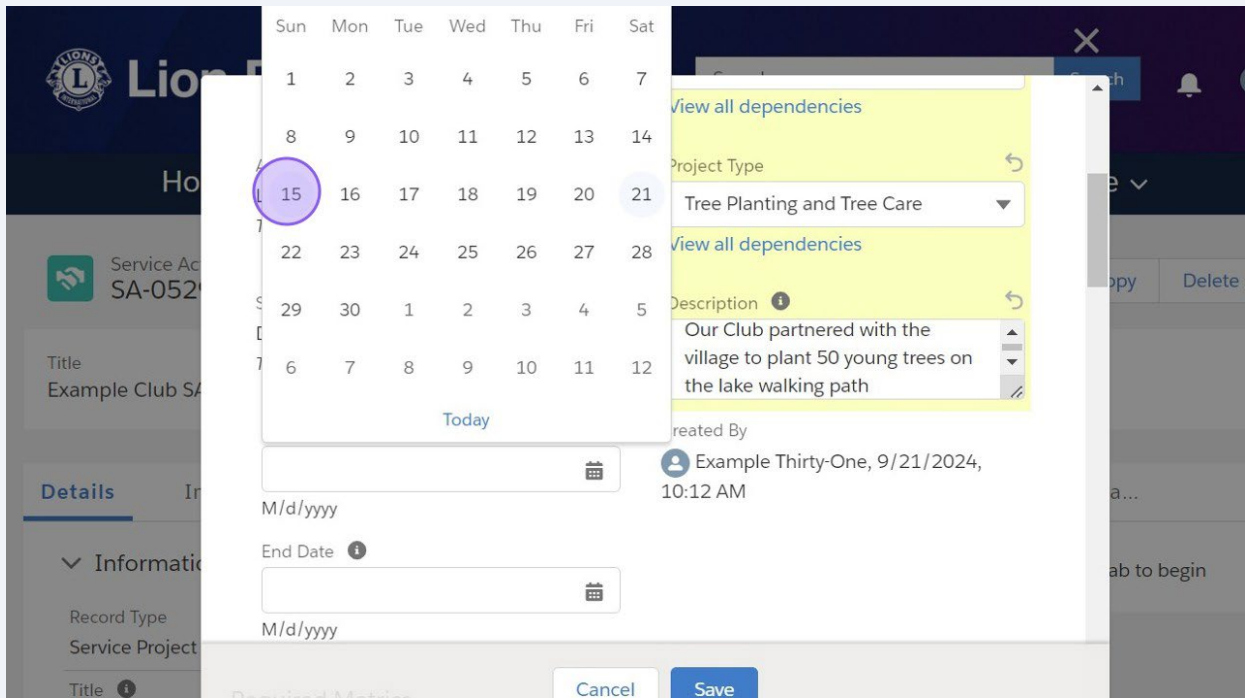 Sun Mon Tue Wed Thu Fri Sat
1 2 3 4 5 6 7
8 9 10 11 12 13 14
15 16 17 18 19 20 21
22 23 24 25 26 27 28
29 30 1 2 3 4 5
6 7 8 9 10 11 12
Today
LIONS
L
INTERNATIONAL
View all dependencies
Project Type
Tree Planting and Tree Care
View all dependencies
Description
Our Club partnered with the
village to plant 50 young trees on
the lake walking path
Created By
Example Thirty-One, 9/21/2024,
10:12 AM
M/d/yyyy
End Date
M/d/yyyy
Cancel
Save
Service
SA-0529
Delete
Title
Example Club SA
Details
Record Type
Service Project
Title
ab to begin